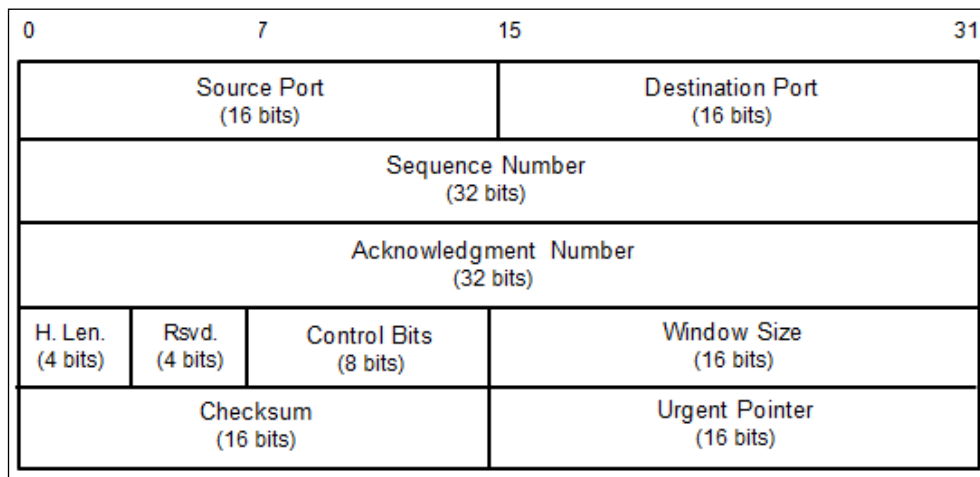 0 7 15 31
Source Port Destination Port
(16 bits) (16 bits)
Sequence Number
(32 bits)
Acknowledgment Number
(32 bits)
H. Len. Rsvd. Control Bits Window Size
(4 bits) (4 bits) (8 bits) (16 bits)
Checksum Urgent Pointer
(16 bits) (16 bits)